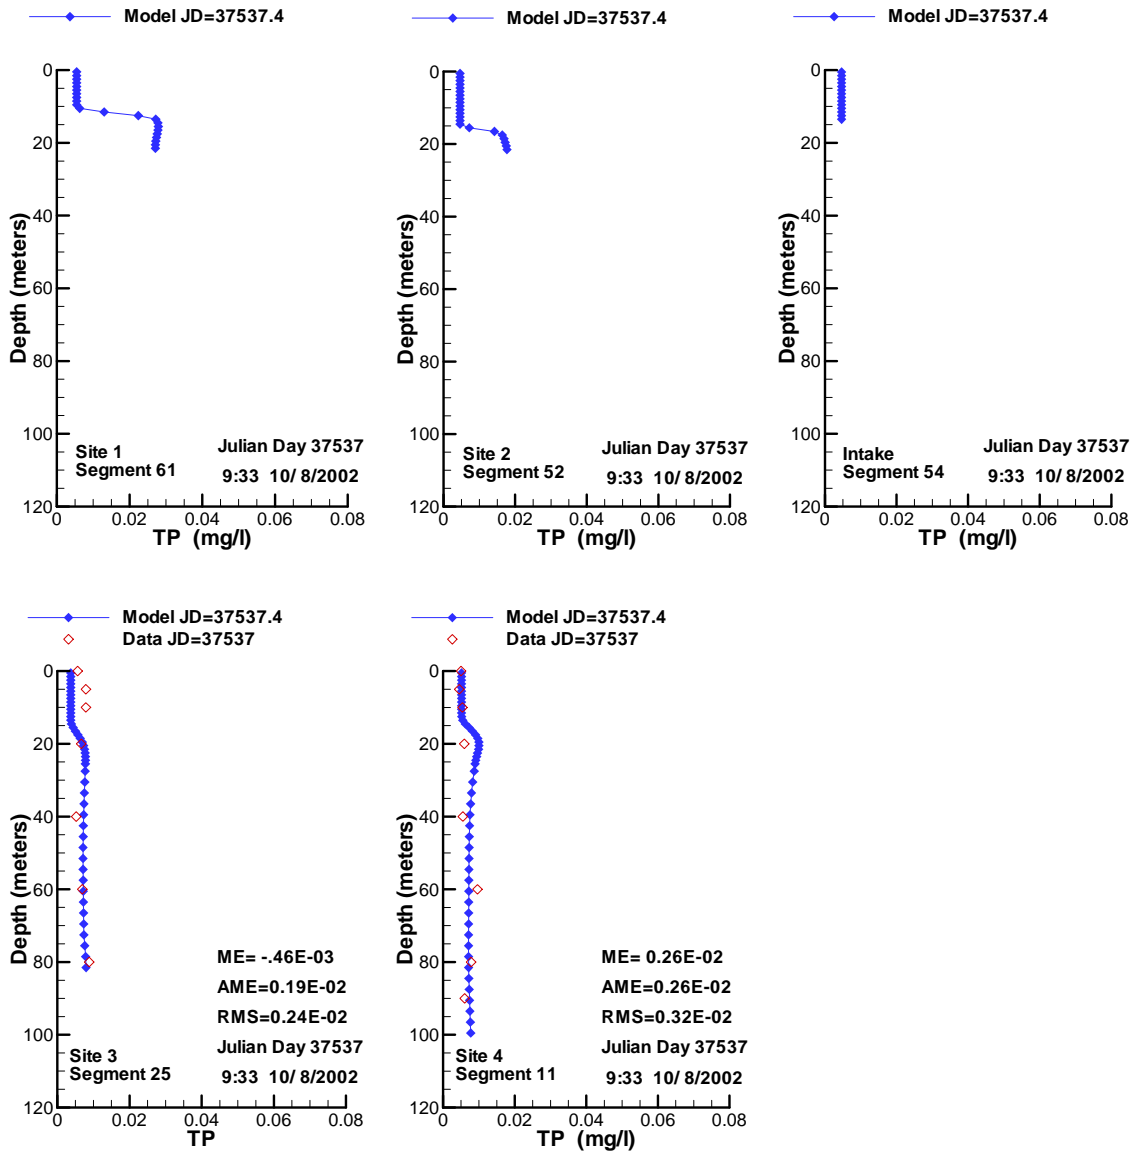 Model JD=37537.4
0
20
40
60
80
100
120
Depth (meters)
Site 1
Segment 61
Julian Day 37537
9:33 10/ 8/2002
0 0.02 0.04 0.06 0.08
TP (mg/l)
Model JD=37537.4
0
20
40
60
80
100
120
Depth (meters)
Site 2
Segment 52
Julian Day 37537
9:33 10/ 8/2002
0 0.02 0.04 0.06 0.08
TP (mg/l)
Model JD=37537.4
0
20
40
60
80
100
120
Depth (meters)
Intake
Segment 54
Julian Day 37537
9:33 10/ 8/2002
0 0.02 0.04 0.06 0.08
TP (mg/l)
Model JD=37537.4
Data JD=37537
0
20
40
60
80
100
120
Depth (meters)
ME= -.46E-03
AME=0.19E-02
RMS=0.24E-02
Site 3
Segment 25
Julian Day 37537
9:33 10/ 8/2002
0 0.02 0.04 0.06 0.08
TP
Model JD=37537.4
Data JD=37537
0
20
40
60
80
100
120
Depth (meters)
ME= 0.26E-02
AME=0.26E-02
RMS=0.32E-02
Site 4
Segment 11
Julian Day 37537
9:33 10/ 8/2002
0 0.02 0.04 0.06 0.08
TP (mg/l)